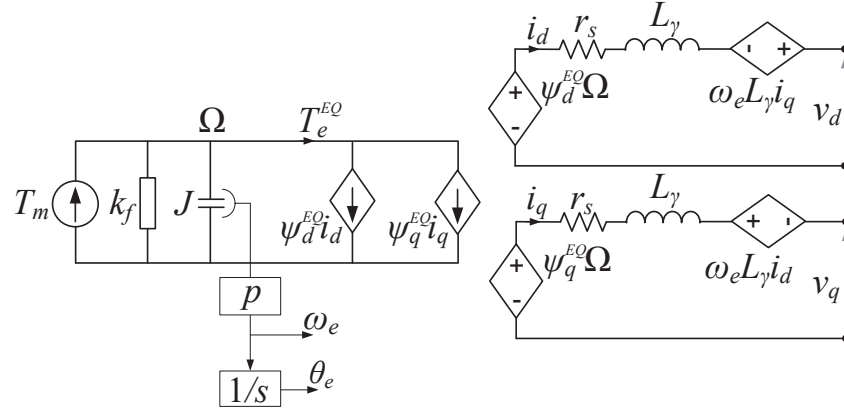 i_d r_s L_γ
- +
+
-
ψ_d^{EQ}Ω
ω_e L_γ i_q
v_d
Ω T_e^{EQ}
T_m k_f J ψ_d^{EQ} i_d ψ_q^{EQ} i_q
i_q r_s L_γ
+ -
+
-
ψ_q^{EQ}Ω
ω_e L_γ i_d
v_q
p
ω_e
1/s θ_e